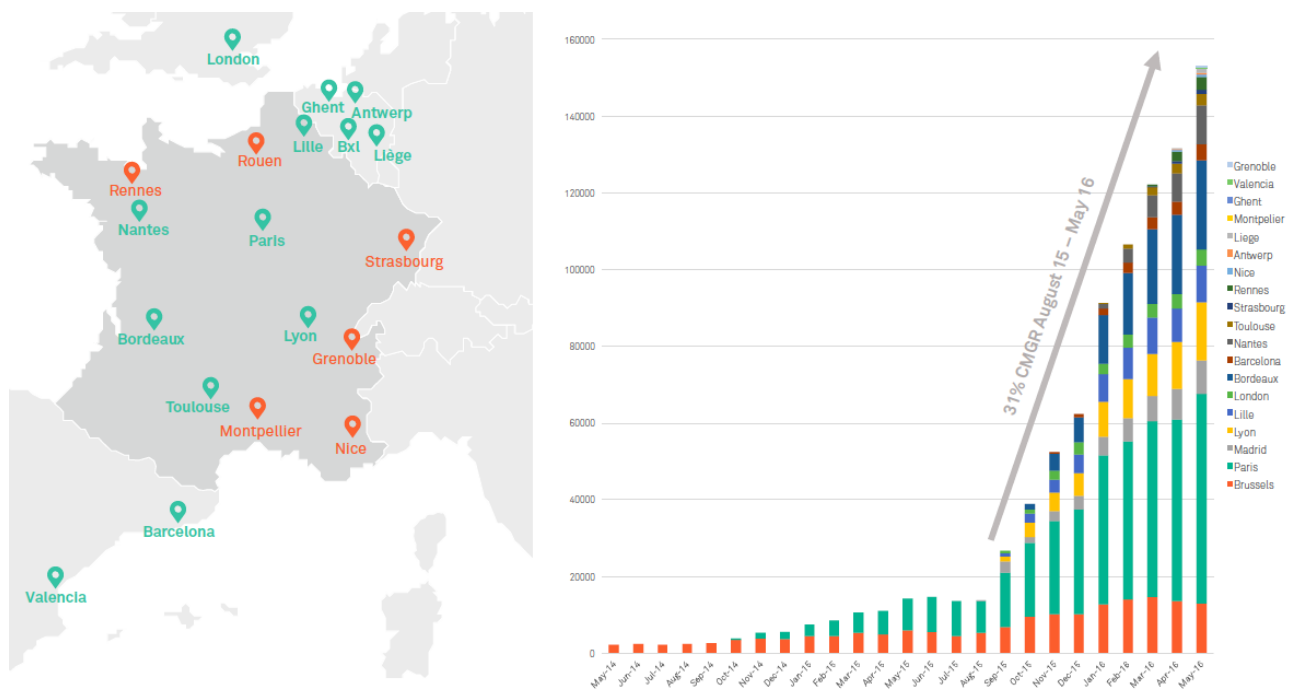 London
Ghent
Antwerp
Lille
Bxl
Liège
Rouen
Rennes
Nantes
Paris
Strasbourg
Bordeaux
Lyon
Grenoble
Toulouse
Montpellier
Nice
Barcelona
Valencia
160000
140000
120000
100000
80000
60000
40000
20000
0
31% CMGR August 15 – May 16
May-14
Jun-14
Jul-14
Aug-14
Sep-14
Oct-14
Nov-14
Dec-14
Jan-15
Feb-15
Mar-15
Apr-15
May-15
Jun-15
Jul-15
Aug-15
Sep-15
Oct-15
Nov-15
Dec-15
Jan-16
Feb-16
Mar-16
Apr-16
May-16
Grenoble
Valencia
Ghent
Montpelier
Liege
Antwerp
Nice
Rennes
Strasbourg
Toulouse
Nantes
Barcelona
Bordeaux
London
Lille
Lyon
Madrid
Paris
Brussels